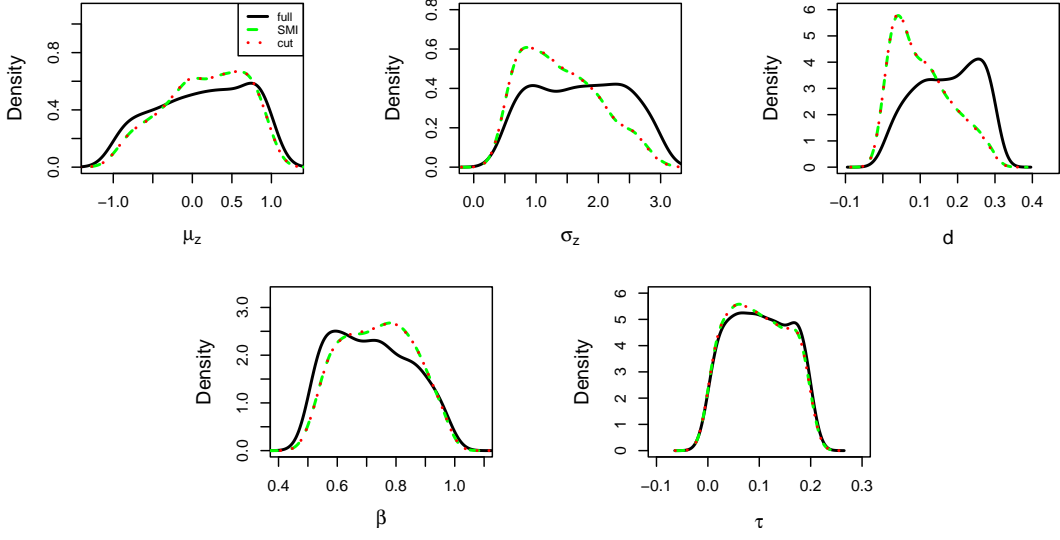 full
SMI
cut
Density
0.0 0.4 0.8
−1.0 0.0 0.5 1.0
μz
Density
0.0 0.2 0.4 0.6 0.8
0.0 1.0 2.0 3.0
σz
Density
0 1 2 3 4 5 6
−0.1 0.1 0.2 0.3 0.4
d
Density
0.0 1.0 2.0 3.0
0.4 0.6 0.8 1.0
β
Density
0 1 2 3 4 5 6
−0.1 0.0 0.1 0.2 0.3
τ